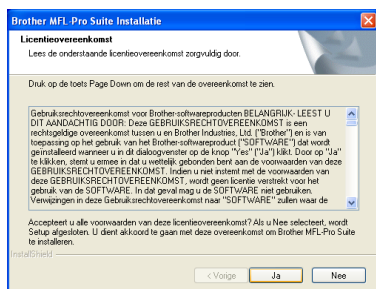 Brother MFL-Pro Suite Installatie
Licentieovereenkomst
Lees de onderstaande licentieovereenkomst zorgvuldig door.
Druk op de toets Page Down om de rest van de overeenkomst te zien.
Gebruiksrechtovereenkomst voor Brother-softwareproducten BELANGRIJK- LEEST U
DIT AANDACHTIG DOOR: Deze GEBRUIKSRECHTOVEREENKOMST is een
rechtsgeldige overeenkomst tussen u en Brother Industries, Ltd. ("Brother") en is van
toepassing op het gebruik van het Brother-softwareproduct ("SOFTWARE") dat wordt
geïnstalleerd wanneer u in dit dialoogvenster op de knop "Yes" ("Ja") klikt. Door op "Ja"
te klikken, stemt u ermee in dat u wettelijk gebonden bent aan de voorwaarden van deze
GEBRUIKSRECHTOVEREENKOMST. Indien u niet instemt met de voorwaarden van
deze GEBRUIKSRECHTOVEREENKOMST, wordt geen licentie verstrekt voor het
gebruik van de SOFTWARE. In dat geval mag u de SOFTWARE niet gebruiken.
Verwijzingen in deze Gebruiksrechtovereenkomst naar "SOFTWARE" zullen waar de
Accepteert u alle voorwaarden van deze licentieovereenkomst? Als u Nee selecteert, wordt
Setup afgesloten. U dient akkoord te gaan met deze overeenkomst om Brother MFL-Pro Suite
te installeren.
InstallShield
< Vorige
Ja
Nee